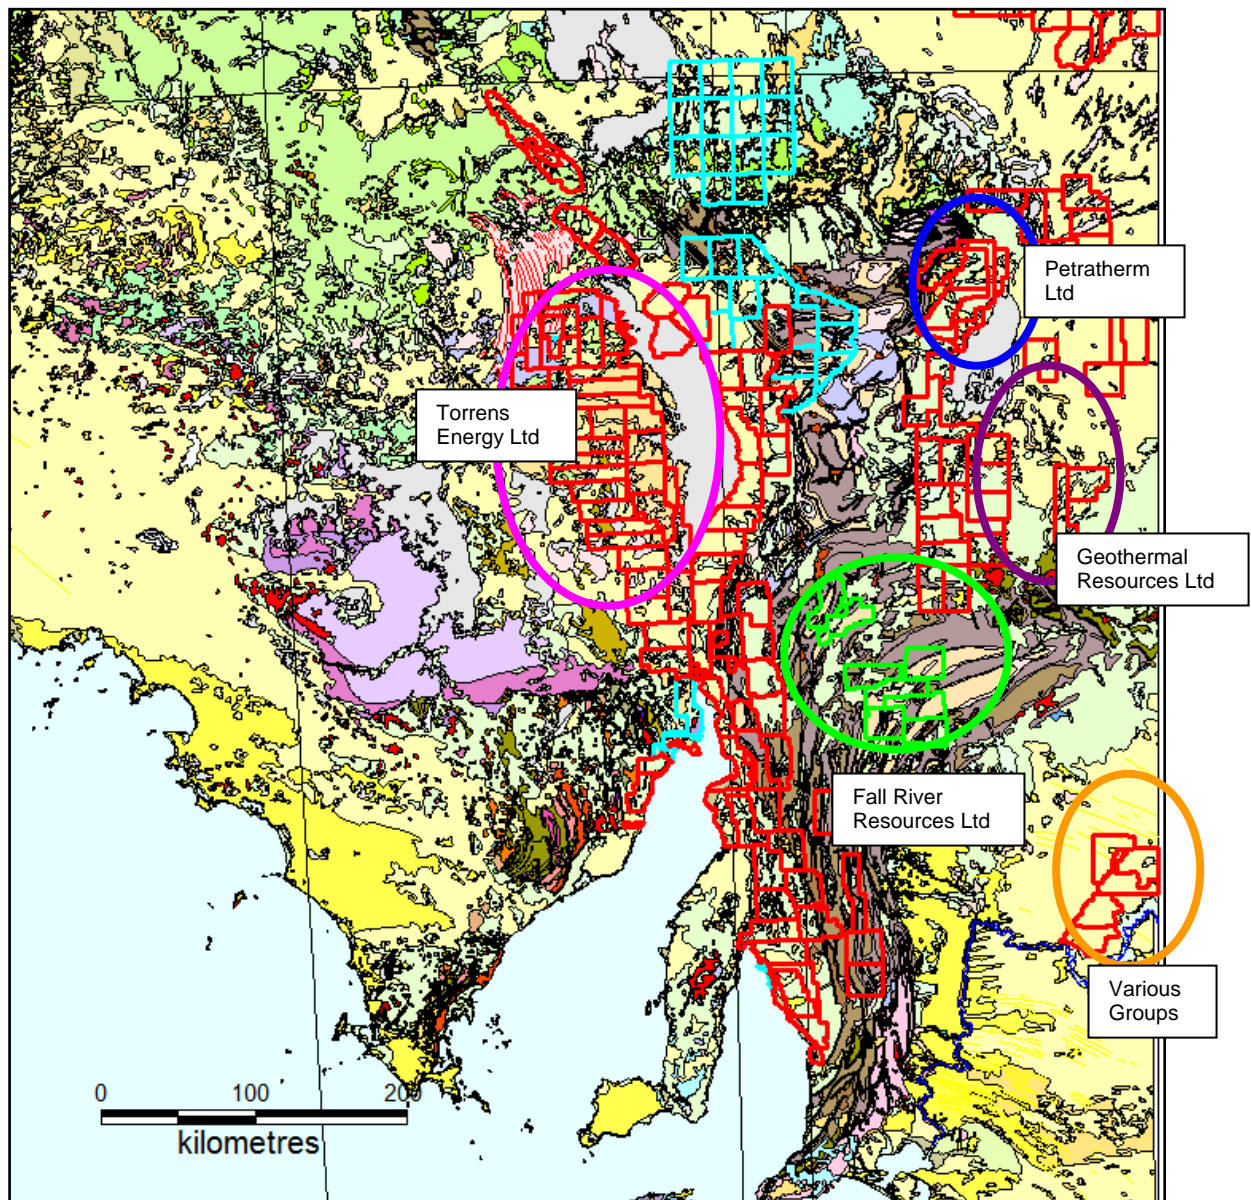 Petratherm
Ltd
Torrens
Energy Ltd
Geothermal
Resources Ltd
Fall River
Resources Ltd
Various
Groups
0 100 200
kilometres